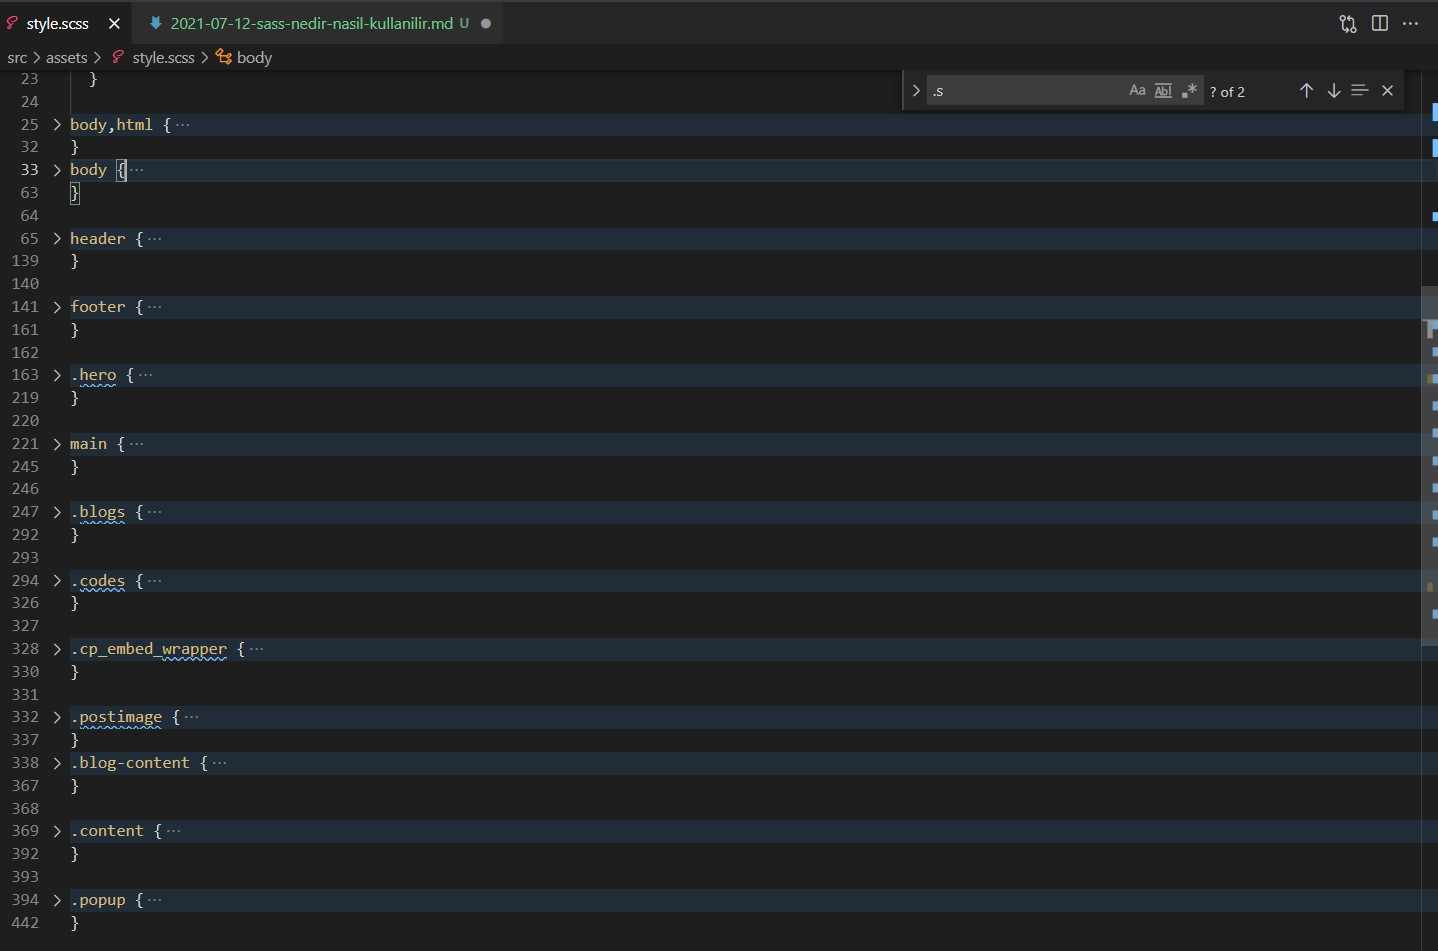 style.scss
2021-07-12-sass-nedir-nasil-kullanilir.md U
src > assets > style.scss > body
.s
Aa Abl .* ? of 2
23 }
24
25 body,html { ···
32 }
33 body { ···
63 }
64
65 header { ···
139 }
140
141 footer { ···
161 }
162
163 .hero { ···
219 }
220
221 main { ···
245 }
246
247 .blogs { ···
292 }
293
294 .codes { ···
326 }
327
328 .cp_embed_wrapper { ···
330 }
331
332 .postimage { ···
337 }
338 .blog-content { ···
367 }
368
369 .content { ···
392 }
393
394 .popup { ···
442 }